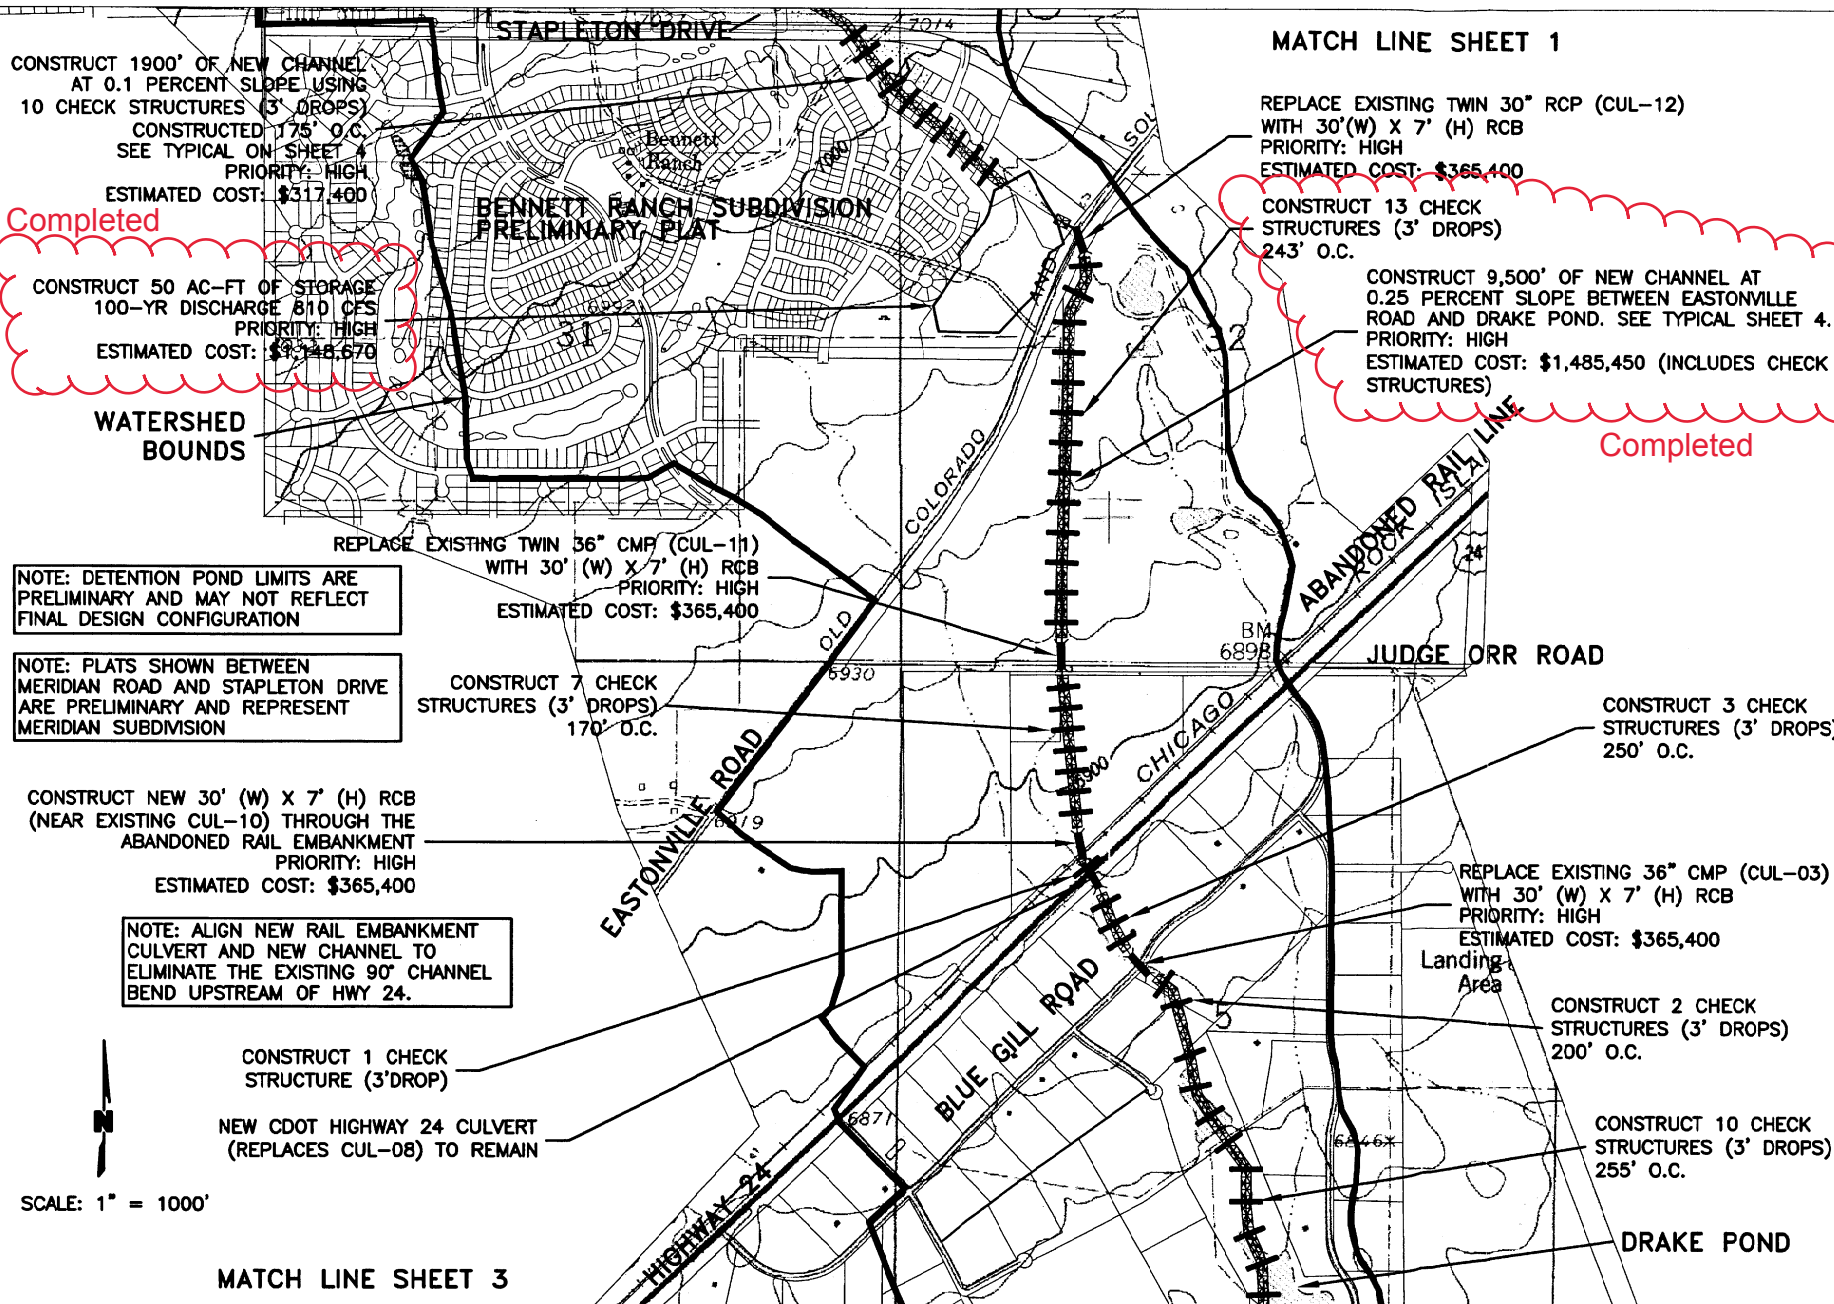 STAPLETON DRIVE
7037
7014
MATCH LINE SHEET 1
CONSTRUCT 1900' OF NEW CHANNEL
AT 0.1 PERCENT SLOPE USING
10 CHECK STRUCTURES (3' DROPS)
CONSTRUCTED 175' O.C.
SEE TYPICAL ON SHEET 4
PRIORITY: HIGH
ESTIMATED COST: $317,400
REPLACE EXISTING TWIN 30" RCP (CUL-12)
WITH 30'(W) X 7' (H) RCB
PRIORITY: HIGH
ESTIMATED COST: $365,400
Bennett
Ranch
7000
BENNETT RANCH SUBDIVISION
PRELIMINARY PLAT
Completed
CONSTRUCT 50 AC-FT OF STORAGE
100-YR DISCHARGE 810 CFS
PRIORITY: HIGH
ESTIMATED COST: $1,148,670
CONSTRUCT 13 CHECK
STRUCTURES (3' DROPS)
243' O.C.
CONSTRUCT 9,500' OF NEW CHANNEL AT
0.25 PERCENT SLOPE BETWEEN EASTONVILLE
ROAD AND DRAKE POND. SEE TYPICAL SHEET 4.
PRIORITY: HIGH
ESTIMATED COST: $1,485,450 (INCLUDES CHECK
STRUCTURES)
Completed
31
32
WATERSHED
BOUNDS
OLD COLORADO AND SOU
ABANDONED RAIL LINE
CHICAGO ROCK ISLA
24
REPLACE EXISTING TWIN 36" CMP (CUL-11)
WITH 30' (W) X 7' (H) RCB
PRIORITY: HIGH
ESTIMATED COST: $365,400
NOTE: DETENTION POND LIMITS ARE
PRELIMINARY AND MAY NOT REFLECT
FINAL DESIGN CONFIGURATION
NOTE: PLATS SHOWN BETWEEN
MERIDIAN ROAD AND STAPLETON DRIVE
ARE PRELIMINARY AND REPRESENT
MERIDIAN SUBDIVISION
BM
6898
JUDGE ORR ROAD
6930
CONSTRUCT 7 CHECK
STRUCTURES (3' DROPS)
170' O.C.
CONSTRUCT 3 CHECK
STRUCTURES (3' DROPS)
250' O.C.
6900
EASTONVILLE ROAD
6919
CONSTRUCT NEW 30' (W) X 7' (H) RCB
(NEAR EXISTING CUL-10) THROUGH THE
ABANDONED RAIL EMBANKMENT
PRIORITY: HIGH
ESTIMATED COST: $365,400
REPLACE EXISTING 36" CMP (CUL-03)
WITH 30' (W) X 7' (H) RCB
PRIORITY: HIGH
ESTIMATED COST: $365,400
Landing
Area
NOTE: ALIGN NEW RAIL EMBANKMENT
CULVERT AND NEW CHANNEL TO
ELIMINATE THE EXISTING 90° CHANNEL
BEND UPSTREAM OF HWY 24.
BLUE GILL ROAD
5
CONSTRUCT 2 CHECK
STRUCTURES (3' DROPS)
200' O.C.
CONSTRUCT 1 CHECK
STRUCTURE (3'DROP)
NEW CDOT HIGHWAY 24 CULVERT
(REPLACES CUL-08) TO REMAIN
6871
6846
CONSTRUCT 10 CHECK
STRUCTURES (3' DROPS)
255' O.C.
N
SCALE: 1" = 1000'
HIGHWAY 24
DRAKE POND
MATCH LINE SHEET 3